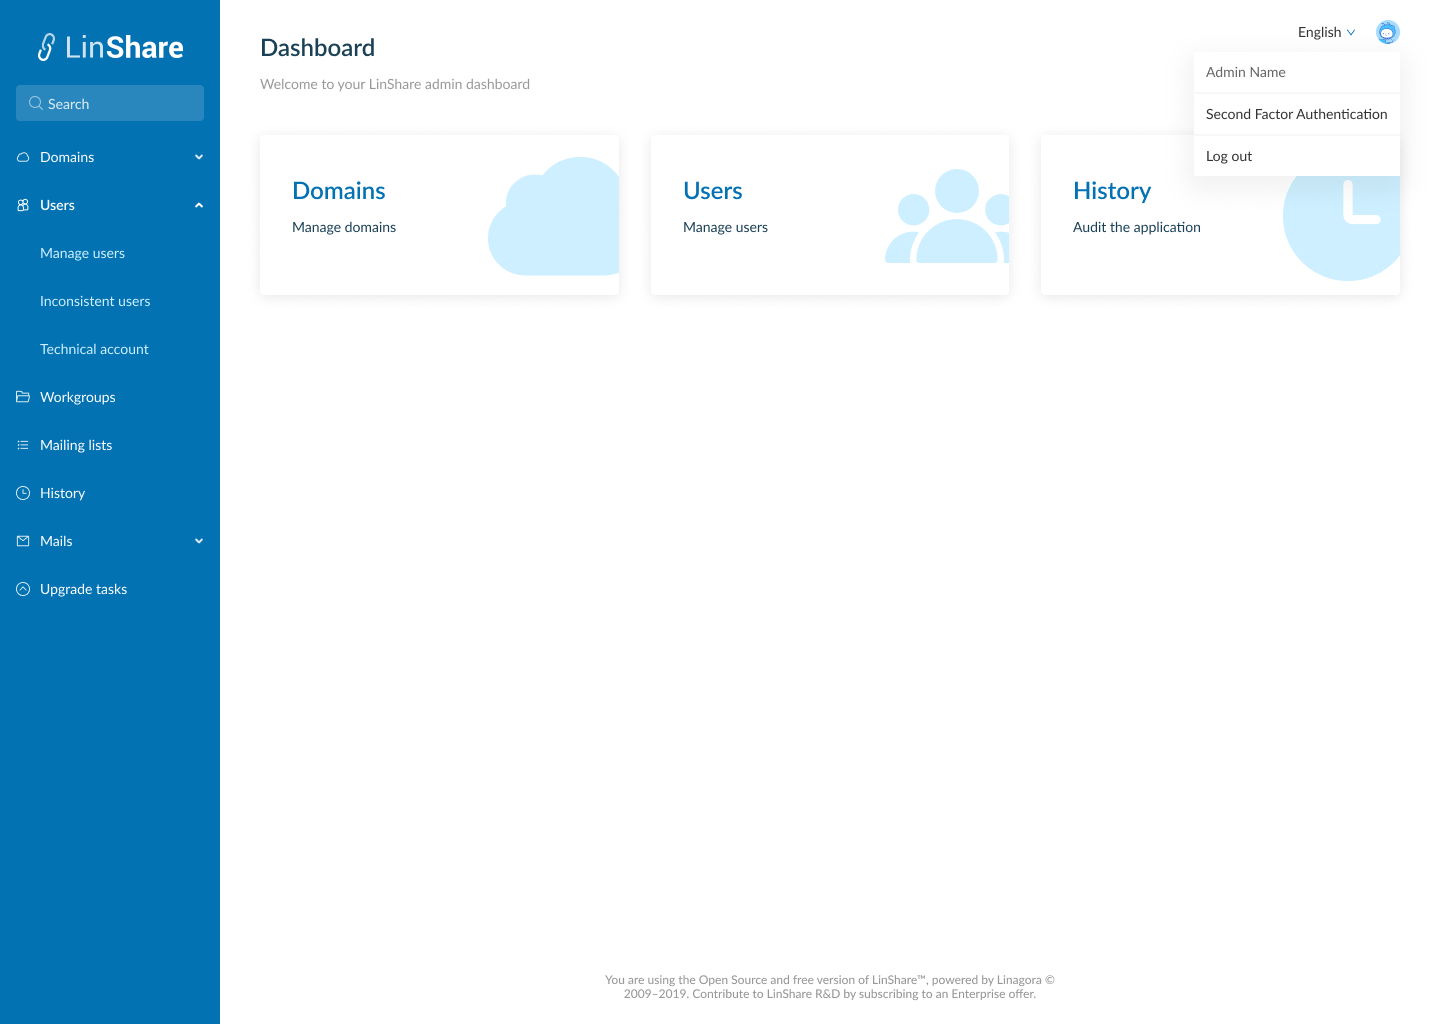 LinShare
Search
Domains
Users
Manage users
Inconsistent users
Technical account
Workgroups
Mailing lists
History
Mails
Upgrade tasks
Dashboard
Welcome to your LinShare admin dashboard
English
Admin Name
Second Factor Authentication
Log out
Domains
Manage domains
Users
Manage users
History
Audit the application
You are using the Open Source and free version of LinShare™, powered by Linagora ©
2009–2019. Contribute to LinShare R&D by subscribing to an Enterprise offer.